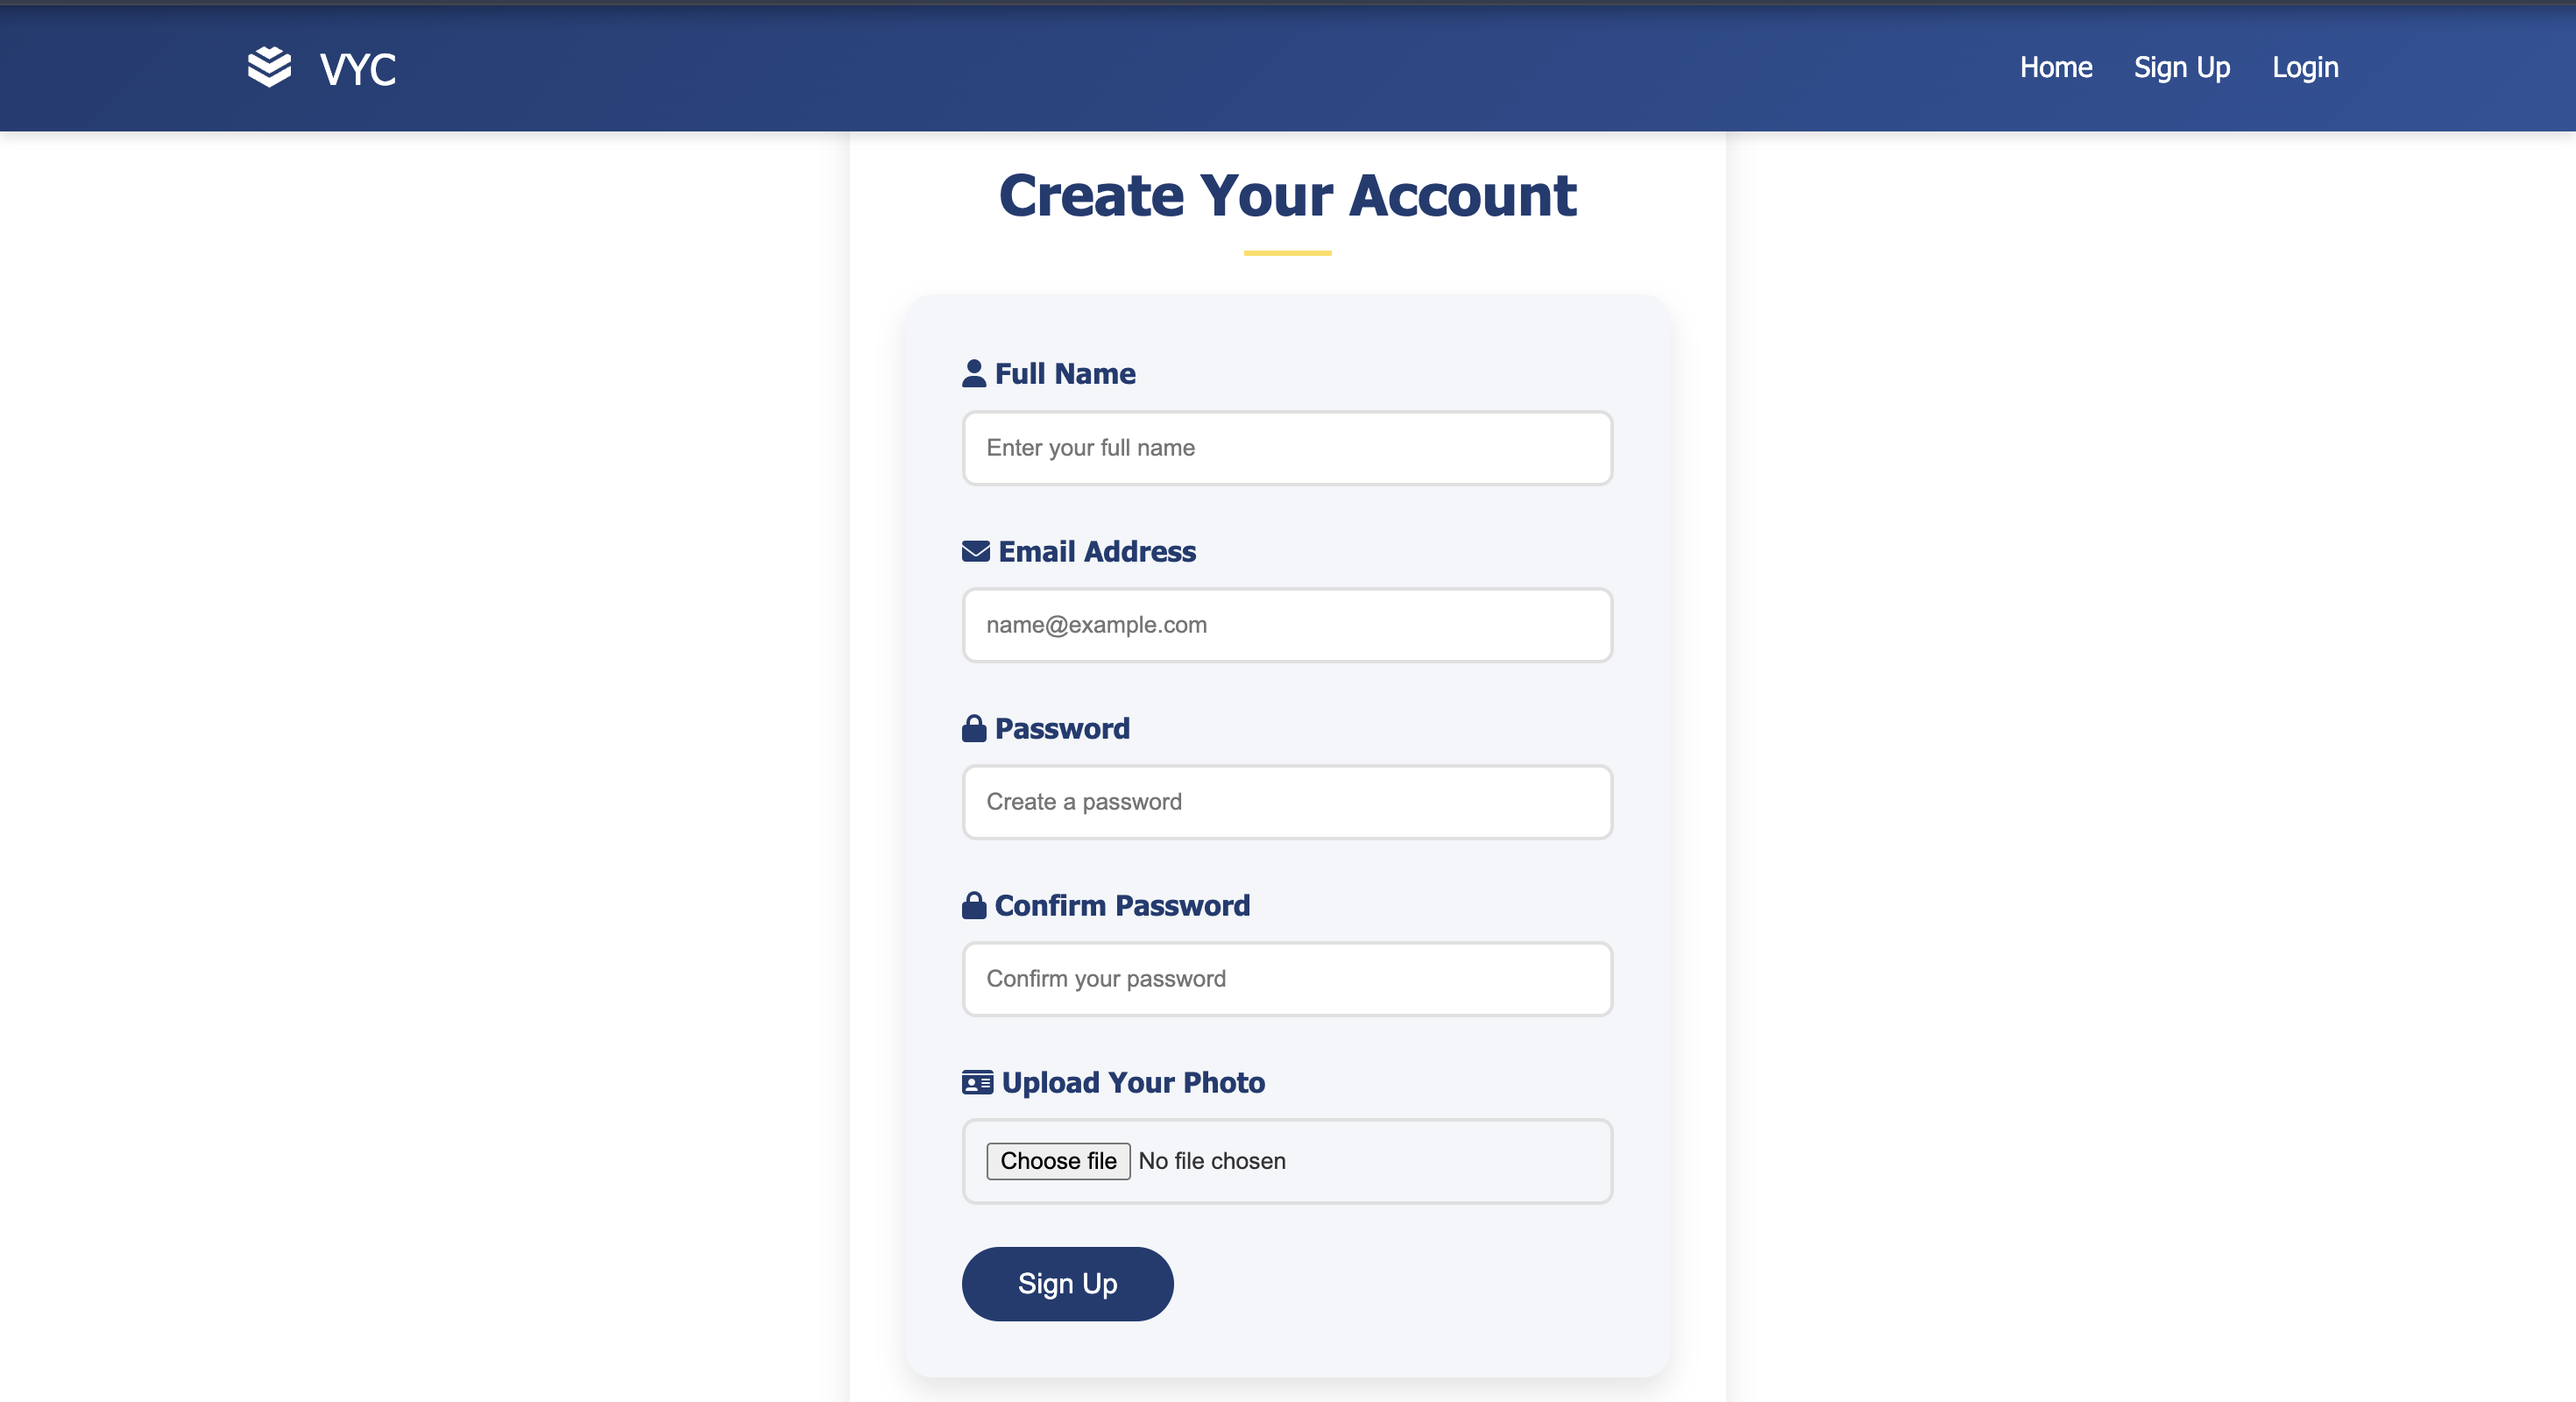 VYC
Home Sign Up Login
Create Your Account
Full Name
Enter your full name
Email Address
name@example.com
Password
Create a password
Confirm Password
Confirm your password
Upload Your Photo
Choose file No file chosen
Sign Up